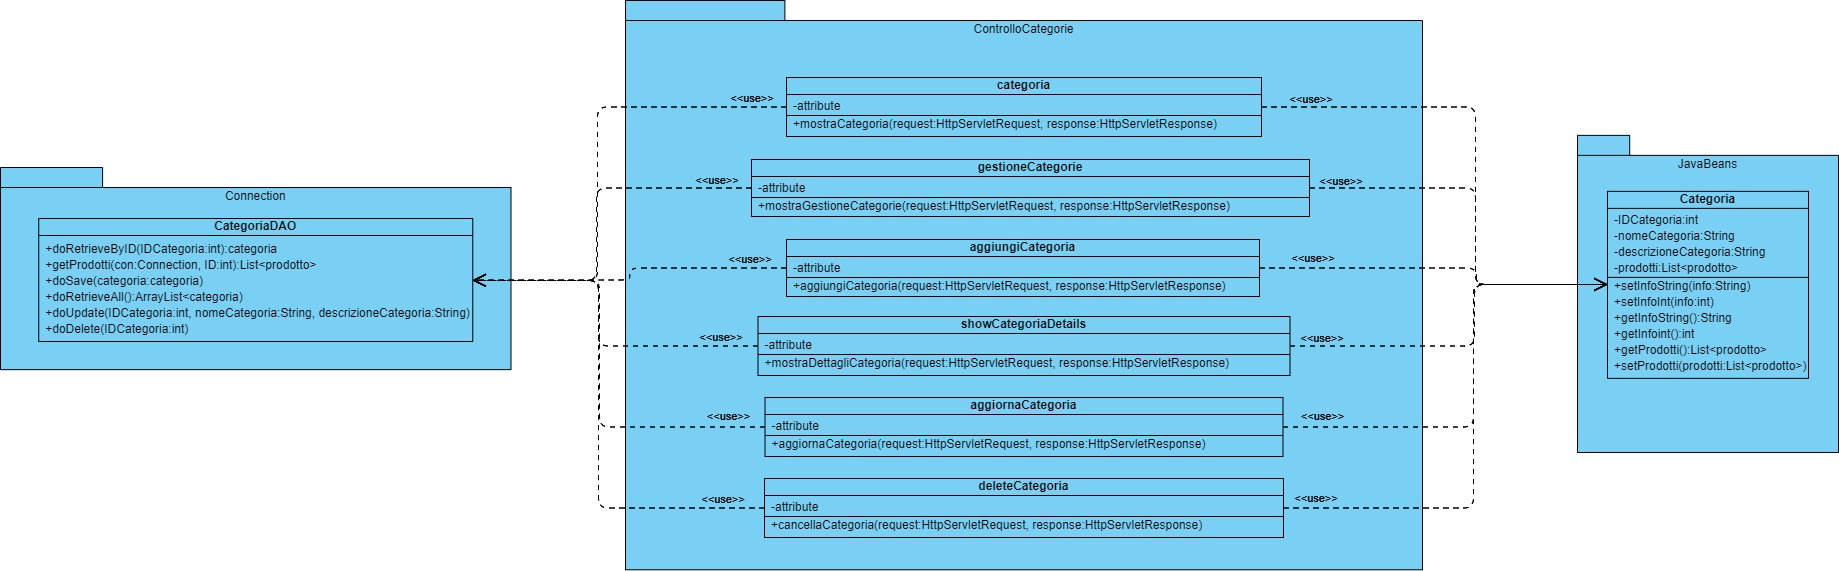 Connection
CategoriaDAO
+doRetrieveByID(IDCategoria:int):categoria
+getProdotti(con:Connection, ID:int):List<prodotto>
+doSave(categoria:categoria)
+doRetrieveAll():ArrayList<categoria)
+doUpdate(IDCategoria:int, nomeCategoria:String, descrizioneCategoria:String)
+doDelete(IDCategoria:int)
ControlloCategorie
<<use>>
categoria
-attribute
+mostraCategoria(request:HttpServletRequest, response:HttpServletResponse)
<<use>>
<<use>>
gestioneCategorie
-attribute
+mostraGestioneCategorie(request:HttpServletRequest, response:HttpServletResponse)
<<use>>
<<use>>
aggiungiCategoria
-attribute
+aggiungiCategoria(request:HttpServletRequest, response:HttpServletResponse)
<<use>>
<<use>>
showCategoriaDetails
-attribute
+mostraDettagliCategoria(request:HttpServletRequest, response:HttpServletResponse)
<<use>>
<<use>>
aggiornaCategoria
-attribute
+aggiornaCategoria(request:HttpServletRequest, response:HttpServletResponse)
<<use>>
<<use>>
deleteCategoria
-attribute
+cancellaCategoria(request:HttpServletRequest, response:HttpServletResponse)
<<use>>
JavaBeans
Categoria
-IDCategoria:int
-nomeCategoria:String
-descrizioneCategoria:String
-prodotti:List<prodotto>
+setInfoString(info:String)
+setInfoInt(info:int)
+getInfoString():String
+getInfoint():int
+getProdotti():List<prodotto>
+setProdotti(prodotti:List<prodotto>)